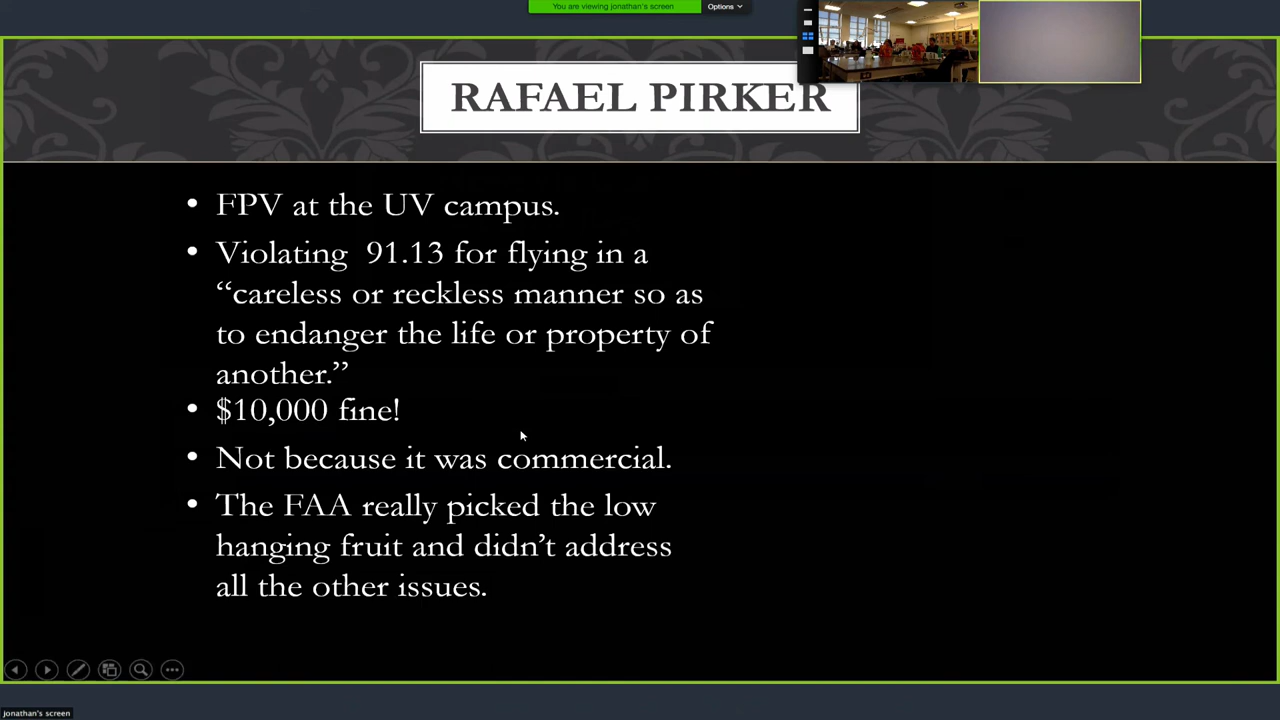 You are viewing jonathan's screen
Options
RAFAEL PIRKER
• FPV at the UV campus.
• Violating 91.13 for flying in a
“careless or reckless manner so as
to endanger the life or property of
another.”
• $10,000 fine!
• Not because it was commercial.
• The FAA really picked the low
hanging fruit and didn’t address
all the other issues.
jonathan's screen